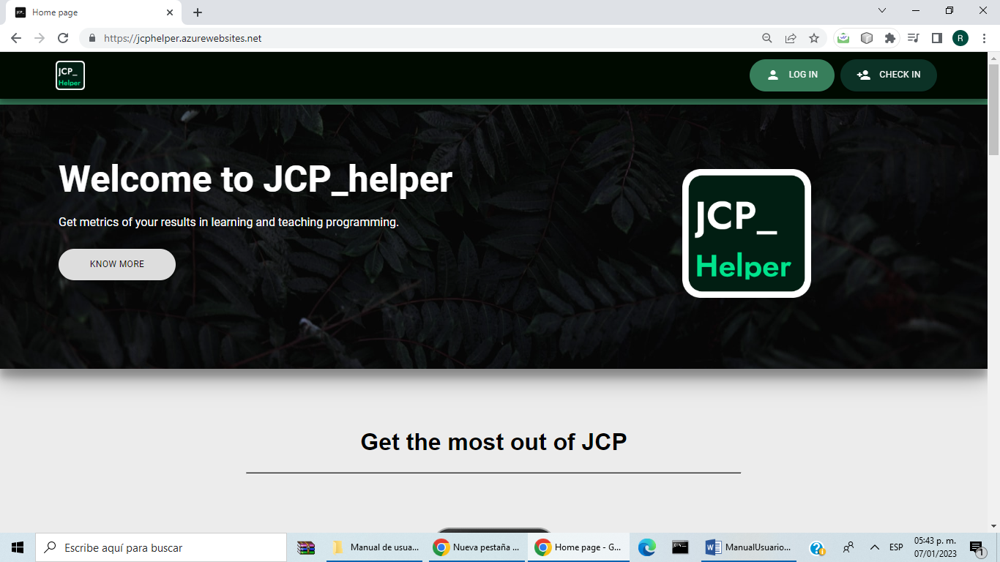 Home page
https://jcphelper.azurewebsites.net
R
JCP_
Helper
LOG IN
CHECK IN
Welcome to JCP_helper
Get metrics of your results in learning and teaching programming.
KNOW MORE
JCP_
Helper
Get the most out of JCP
Escribe aquí para buscar
Manual de usua...
Nueva pestaña ...
Home page - G...
ManualUsuario...
ESP
05:43 p. m.
07/01/2023
1